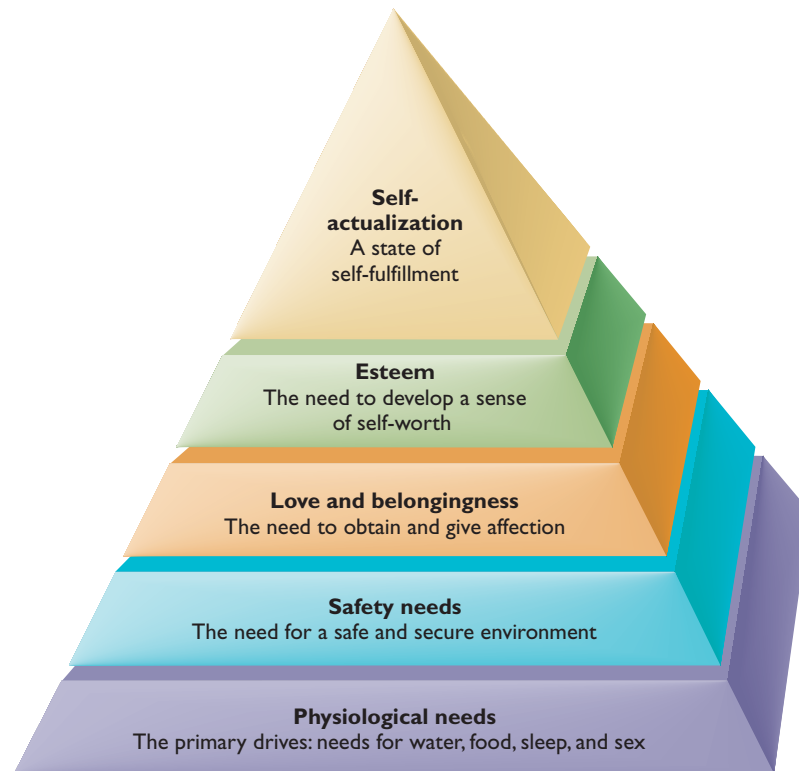 Self-
actualization
A state of
self-fulfillment
Esteem
The need to develop a sense
of self-worth
Love and belongingness
The need to obtain and give affection
Safety needs
The need for a safe and secure environment
Physiological needs
The primary drives: needs for water, food, sleep, and sex